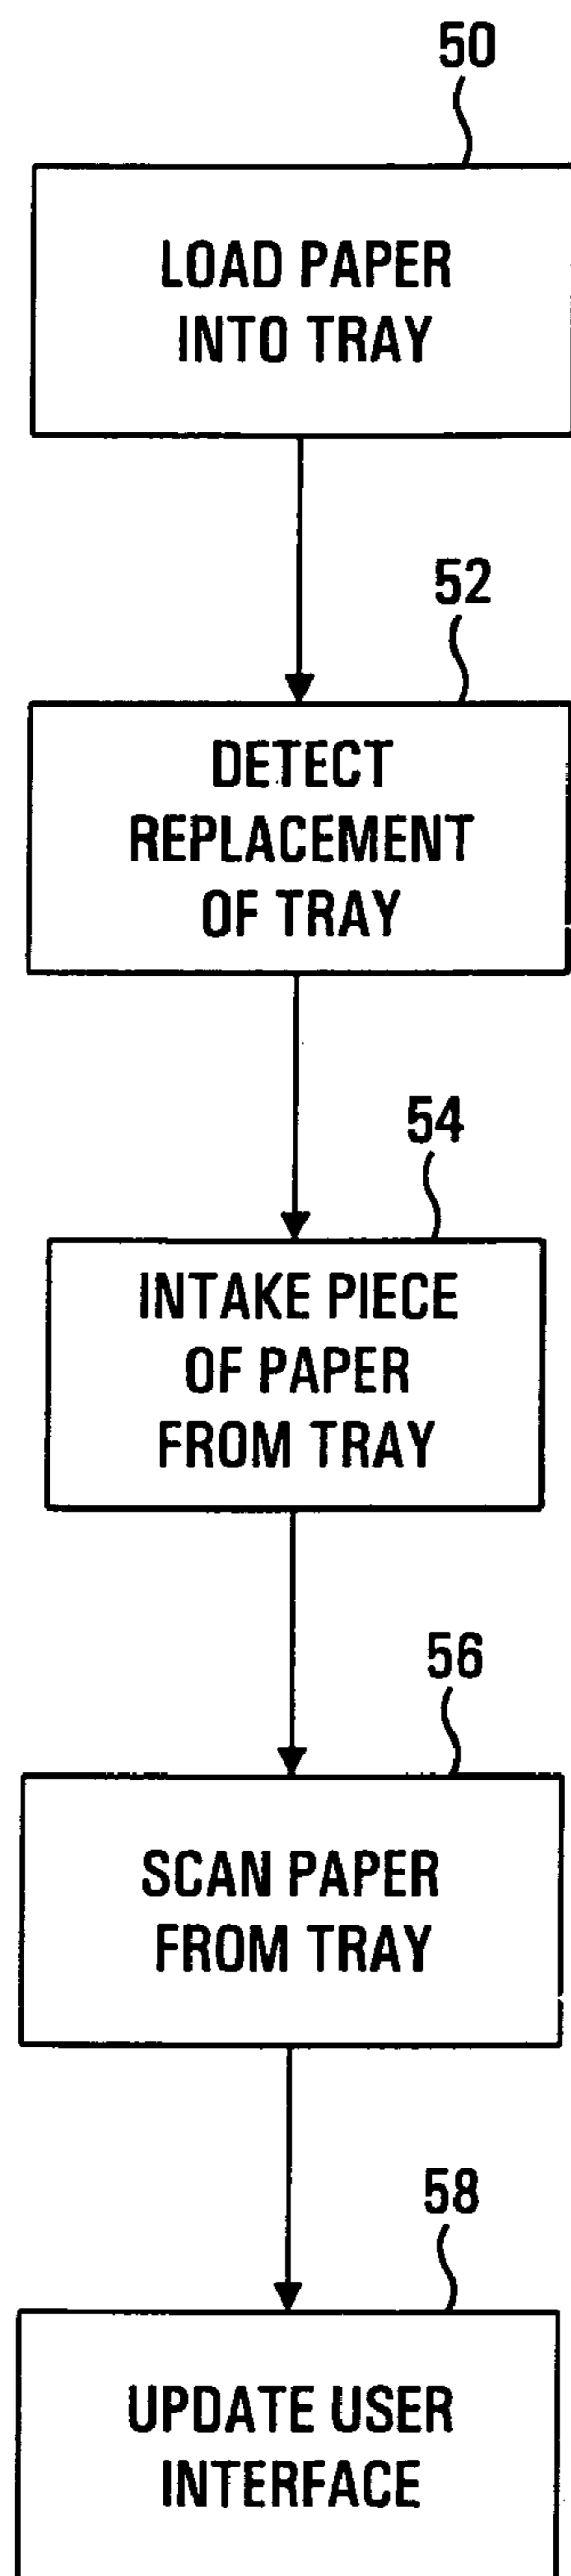 50
LOAD PAPER
INTO TRAY
52
DETECT
REPLACEMENT
OF TRAY
54
INTAKE PIECE
OF PAPER
FROM TRAY
56
SCAN PAPER
FROM TRAY
58
UPDATE USER
INTERFACE